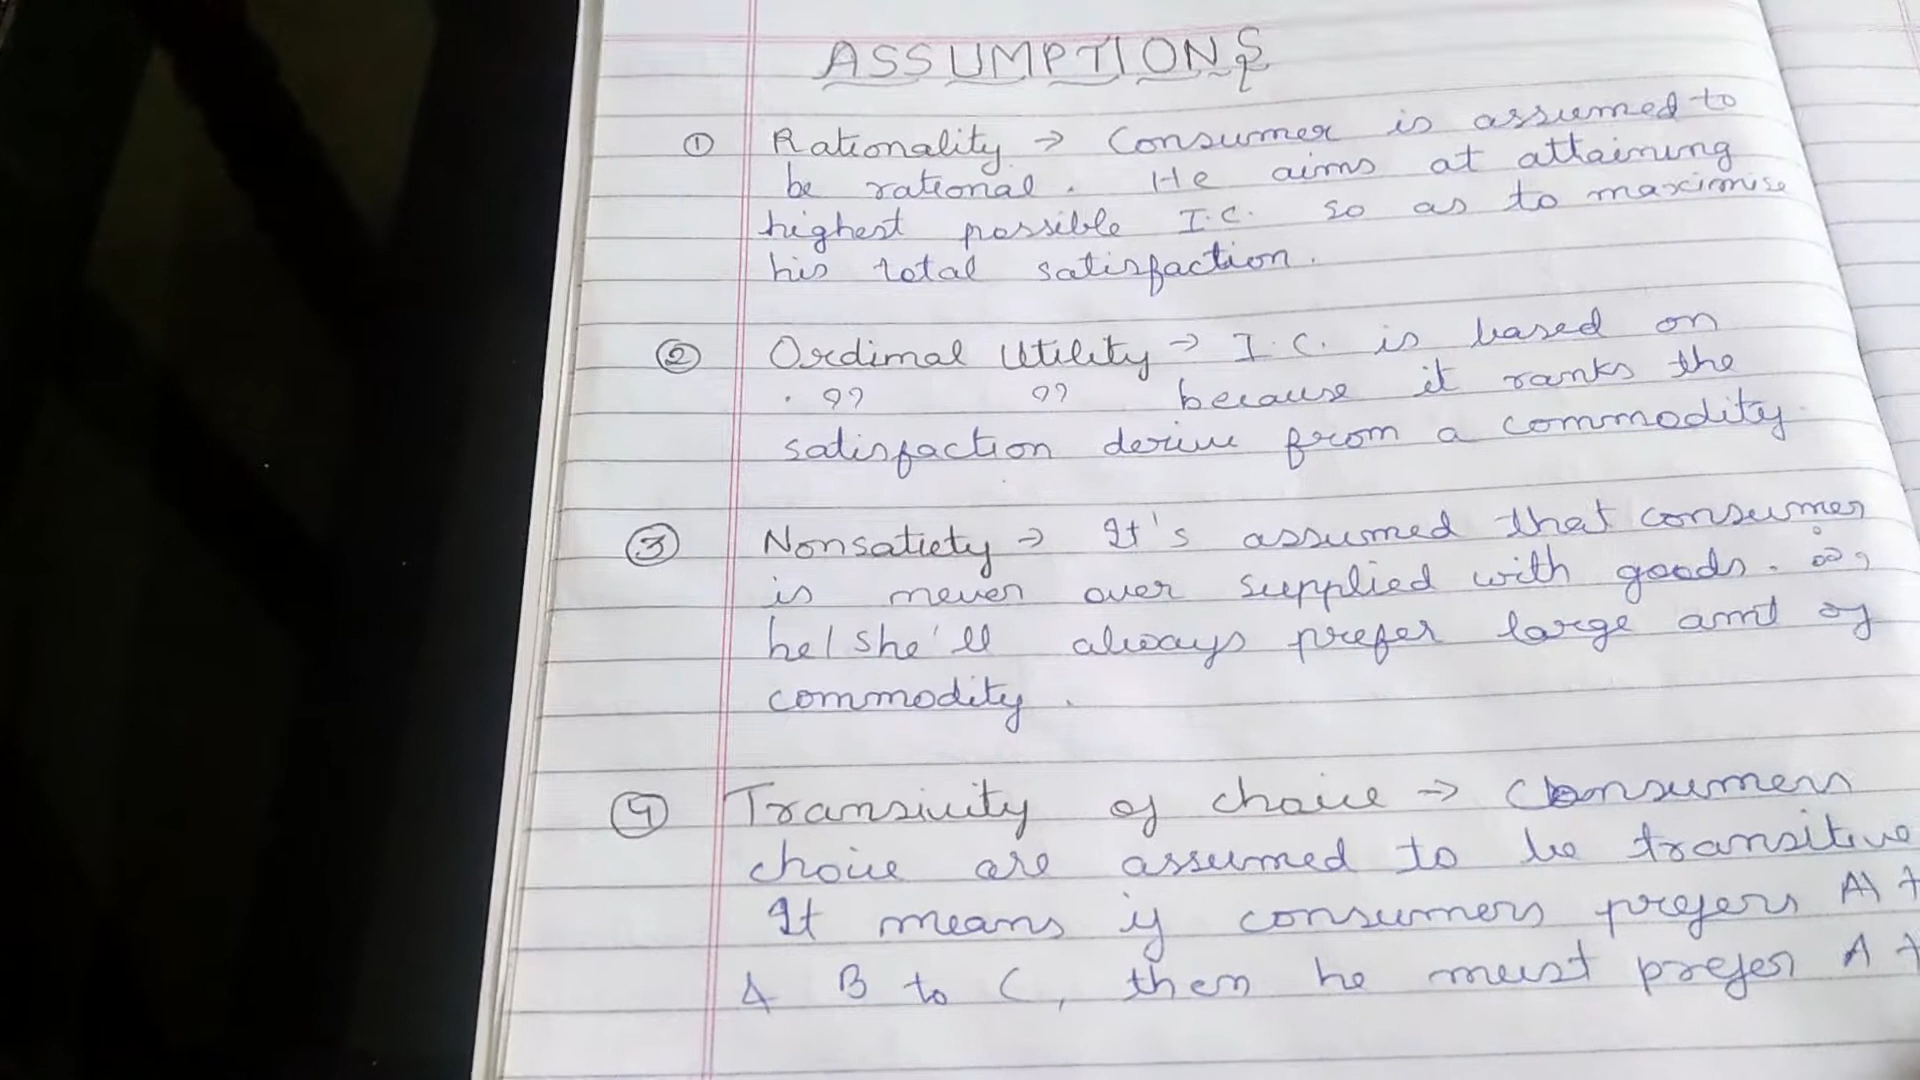 ASSUMPTIONS
① Rationality → Consumer is assumed to
be rational. He aims at attaining
highest possible I.C. so as to maximise
his total satisfaction.
② Ordinal Utility → I.C. is based on
. ,, ,, because it ranks the
satisfaction derive from a commodity
③ Nonsatiety → It's assumed that consumer
is never over supplied with goods.
he/she'll always prefer large amt of
commodity.
④ Transivity of choice → Consumers
choice are assumed to be transitive
It means if consumers prefers A
& B to C, then he must prefer A